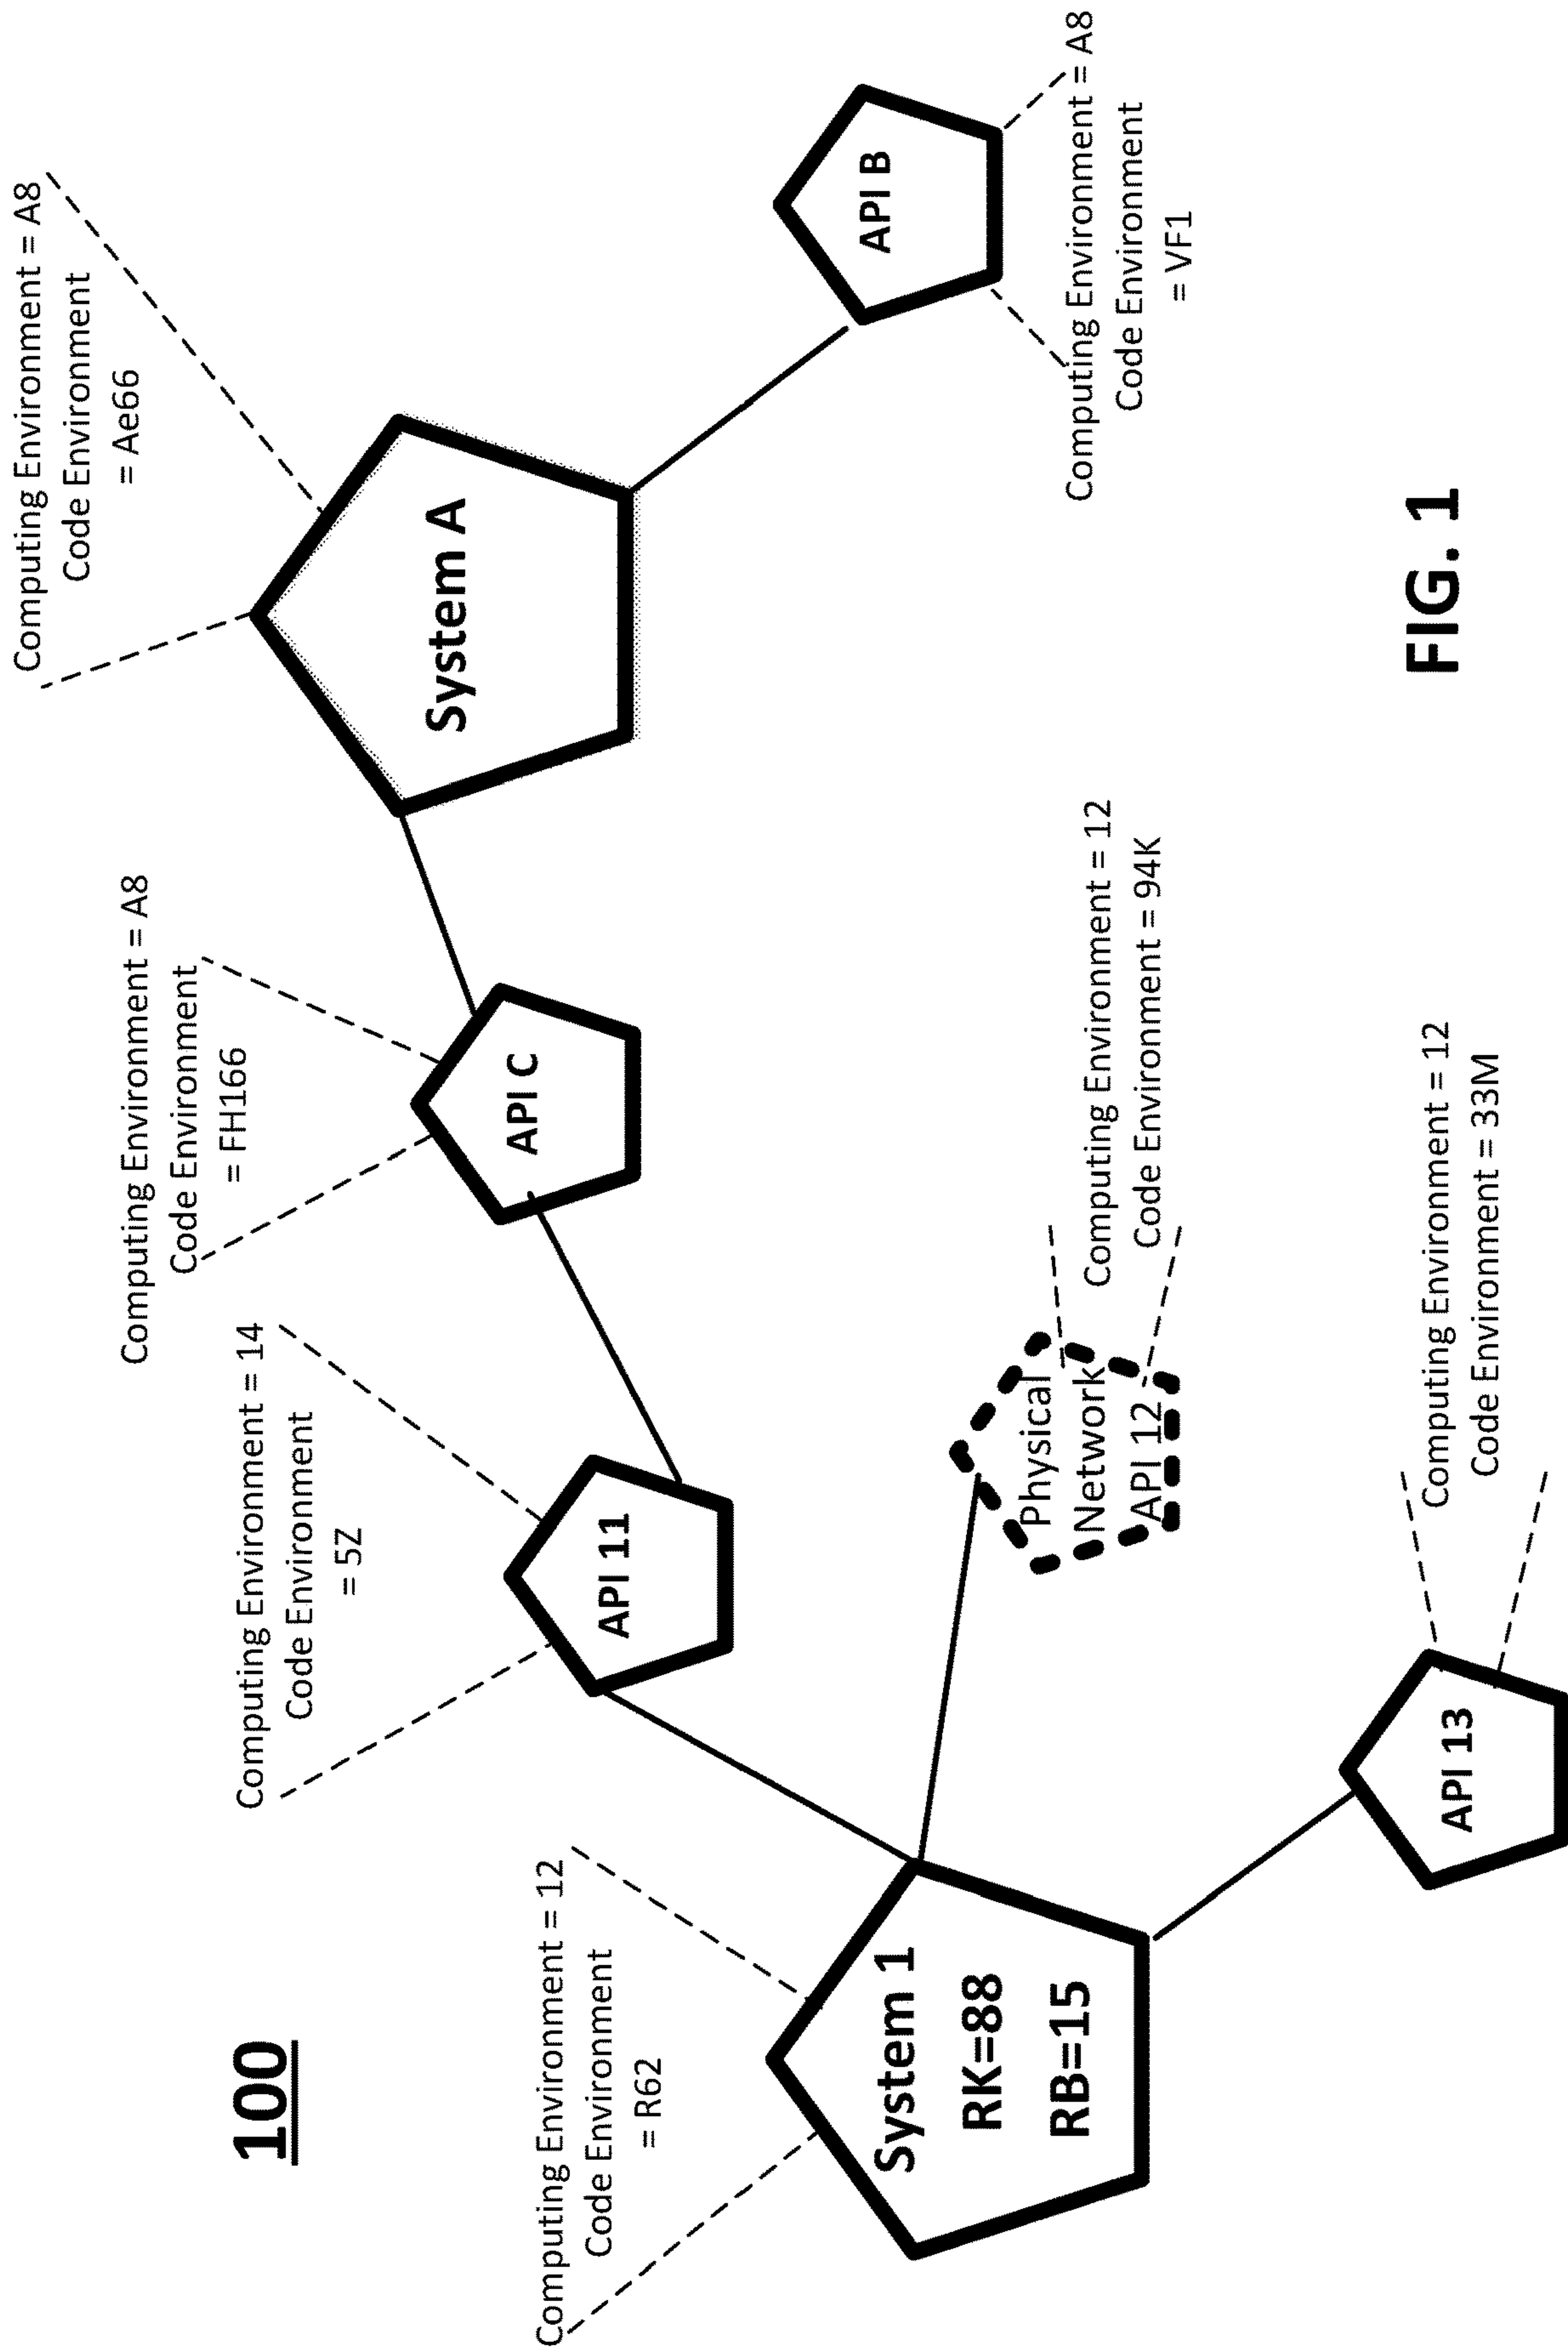 100
Computing Environment = 12
Code Environment
= R62
System 1
RK=88
RB=15
Computing Environment = 14
Code Environment
= 5Z
API 11
Computing Environment = A8
Code Environment
= FH166
API C
Computing Environment = A8
Code Environment
= Ae66
System A
API B
Computing Environment = A8
Code Environment
= VF1
Physical
Network
API 12
Computing Environment = 12
Code Environment = 94K
API 13
Computing Environment = 12
Code Environment = 33M
FIG. 1